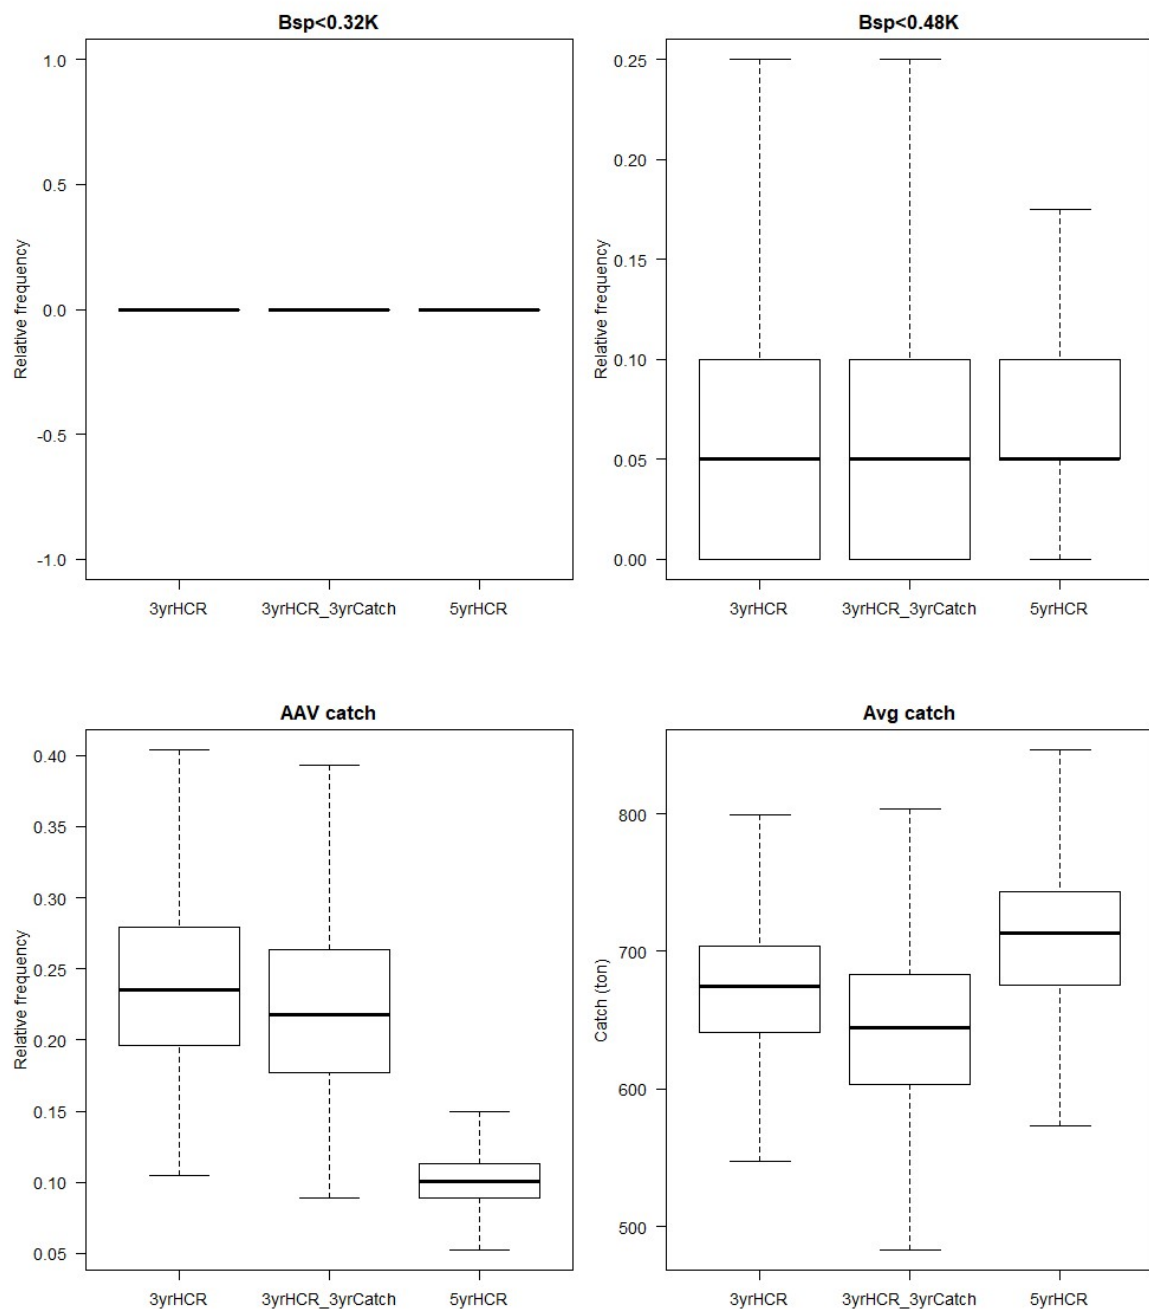 Bsp<0.32K
Relative frequency
1.0
0.5
0.0
-0.5
-1.0
3yrHCR 3yrHCR_3yrCatch 5yrHCR
Bsp<0.48K
Relative frequency
0.25
0.20
0.15
0.10
0.05
0.00
3yrHCR 3yrHCR_3yrCatch 5yrHCR
AAV catch
Relative frequency
0.40
0.35
0.30
0.25
0.20
0.15
0.10
0.05
3yrHCR 3yrHCR_3yrCatch 5yrHCR
Avg catch
Catch (ton)
800
700
600
500
3yrHCR 3yrHCR_3yrCatch 5yrHCR